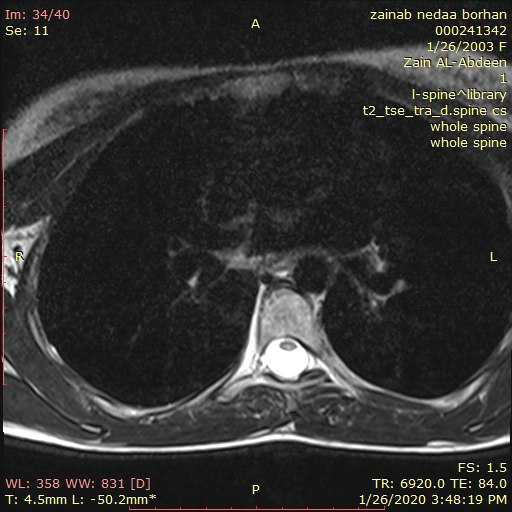 Im: 34/40
Se: 11
zainab nedaa borhan
000241342
1/26/2003 F
Zain AL-Abdeen
1
l-spine^library
t2_tse_tra_d.spine cs
whole spine
whole spine
A
R
L
P
WL: 358 WW: 831 [D]
T: 4.5mm L: -50.2mm*
FS: 1.5
TR: 6920.0 TE: 84.0
1/26/2020 3:48:19 PM